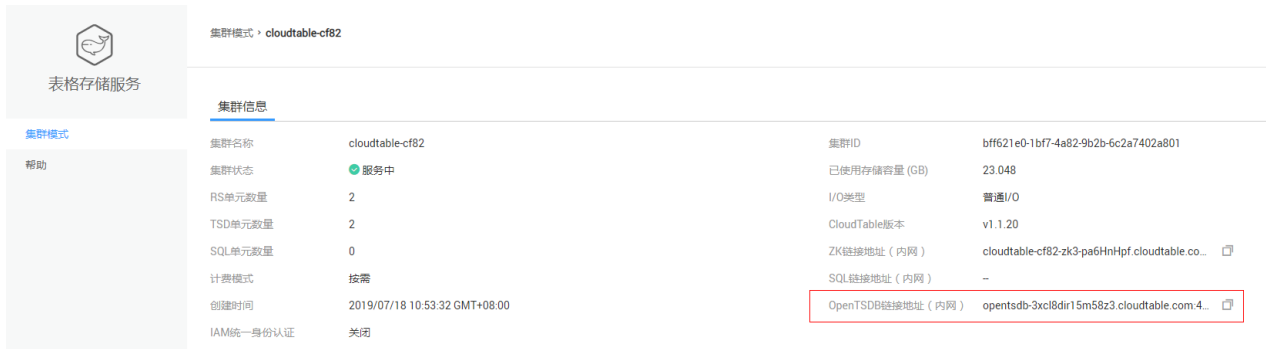 集群模式 › cloudtable-cf82
表格存储服务
集群模式
帮助
集群信息
集群名称 cloudtable-cf82 集群ID bff621e0-1bf7-4a82-9b2b-6c2a7402a801
集群状态 服务中 已使用存储容量 (GB) 23.048
RS单元数量 2 I/O类型 普通I/O
TSD单元数量 2 CloudTable版本 v1.1.20
SQL单元数量 0 ZK链接地址（内网） cloudtable-cf82-zk3-pa6HnHpf.cloudtable.co...
计费模式 按需 SQL链接地址（内网） --
创建时间 2019/07/18 10:53:32 GMT+08:00 OpenTSDB链接地址（内网） opentsdb-3xcl8dir15m58z3.cloudtable.com:4...
IAM统一身份认证 关闭